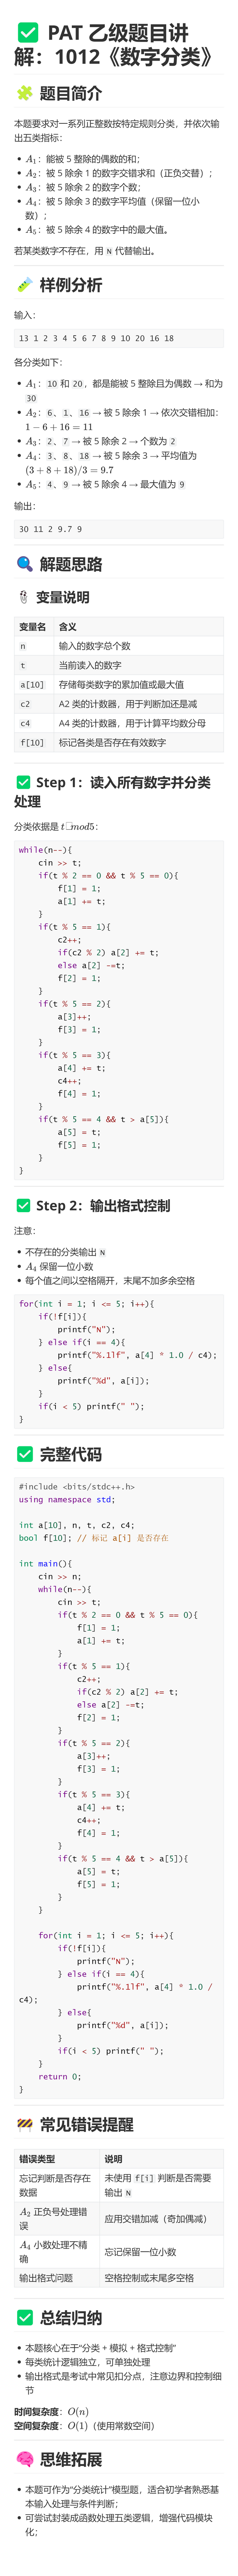 ✅ PAT 乙级题目讲
解：1012《数字分类》
🧩 题目简介
本题要求对一系列正整数按特定规则分类，并依次输
出五类指标：
• A₁：能被 5 整除的偶数的和；
• A₂：被 5 除余 1 的数字交错求和（正负交替）；
• A₃：被 5 除余 2 的数字个数；
• A₄：被 5 除余 3 的数字平均值（保留一位小
数）；
• A₅：被 5 除余 4 的数字中的最大值。
若某类数字不存在，用 N 代替输出。
🧪 样例分析
输入：
13 1 2 3 4 5 6 7 8 9 10 20 16 18
各分类如下：
• A₁：10 和 20，都是能被 5 整除且为偶数 → 和为
30
• A₂：6、1、16 → 被 5 除余 1 → 依次交错相加：
1 − 6 + 16 = 11
• A₃：2、7 → 被 5 除余 2 → 个数为 2
• A₄：3、8、18 → 被 5 除余 3 → 平均值为
(3 + 8 + 18)/3 = 9.7
• A₅：4、9 → 被 5 除余 4 → 最大值为 9
输出：
30 11 2 9.7 9
🔍 解题思路
🧷 变量说明
变量名 含义
n 输入的数字总个数
t 当前读入的数字
a[10] 存储每类数字的累加值或最大值
c2 A2 类的计数器，用于判断加还是减
c4 A4 类的计数器，用于计算平均数分母
f[10] 标记各类是否存在有效数字
✅ Step 1：读入所有数字并分类
处理
分类依据是 t mod5：
while(n--){
    cin >> t;
    if(t % 2 == 0 && t % 5 == 0){
        f[1] = 1;
        a[1] += t;
    }
    if(t % 5 == 1){
        c2++;
        if(c2 % 2) a[2] += t;
        else a[2] -=t;
        f[2] = 1;
    }
    if(t % 5 == 2){
        a[3]++;
        f[3] = 1;
    }
    if(t % 5 == 3){
        a[4] += t;
        c4++;
        f[4] = 1;
    }
    if(t % 5 == 4 && t > a[5]){
        a[5] = t;
        f[5] = 1;
    }
}
✅ Step 2：输出格式控制
注意：
• 不存在的分类输出 N
• A₄ 保留一位小数
• 每个值之间以空格隔开，末尾不加多余空格
for(int i = 1; i <= 5; i++){
    if(!f[i]){
        printf("N");
    } else if(i == 4){
        printf("%.1lf", a[4] * 1.0 / c4);
    } else{
        printf("%d", a[i]);
    }
    if(i < 5) printf(" ");
}
✅ 完整代码
#include <bits/stdc++.h>
using namespace std;
int a[10], n, t, c2, c4;
bool f[10]; // 标记 a[i] 是否存在
int main(){
    cin >> n;
    while(n--){
        cin >> t;
        if(t % 2 == 0 && t % 5 == 0){
            f[1] = 1;
            a[1] += t;
        }
        if(t % 5 == 1){
            c2++;
            if(c2 % 2) a[2] += t;
            else a[2] -=t;
            f[2] = 1;
        }
        if(t % 5 == 2){
            a[3]++;
            f[3] = 1;
        }
        if(t % 5 == 3){
            a[4] += t;
            c4++;
            f[4] = 1;
        }
        if(t % 5 == 4 && t > a[5]){
            a[5] = t;
            f[5] = 1;
        }
    }
    for(int i = 1; i <= 5; i++){
        if(!f[i]){
            printf("N");
        } else if(i == 4){
            printf("%.1lf", a[4] * 1.0 /
c4);
        } else{
            printf("%d", a[i]);
        }
        if(i < 5) printf(" ");
    }
    return 0;
}
🚧 常见错误提醒
错误类型 说明
忘记判断是否存在
数据
未使用 f[i] 判断是否需要
输出 N
A₂ 正负号处理错
误
应用交错加减（奇加偶减）
A₄ 小数处理不精
确
忘记保留一位小数
输出格式问题 空格控制或末尾多空格
✅ 总结归纳
• 本题核心在于“分类 + 模拟 + 格式控制”
• 每类统计逻辑独立，可单独处理
• 输出格式是考试中常见扣分点，注意边界和控制细
节
时间复杂度：O(n)
空间复杂度：O(1)（使用常数空间）
🧠 思维拓展
• 本题可作为“分类统计”模型题，适合初学者熟悉基
本输入处理与条件判断；
• 可尝试封装成函数处理五类逻辑，增强代码模块
化；